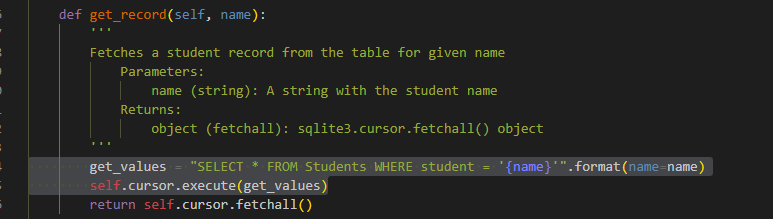 def get_record(self, name):
'''
Fetches a student record from the table for given name
Parameters:
name (string): A string with the student name
Returns:
object (fetchall): sqlite3.cursor.fetchall() object
'''
get_values = "SELECT * FROM Students WHERE student = '{name}'".format(name=name)
self.cursor.execute(get_values)
return self.cursor.fetchall()